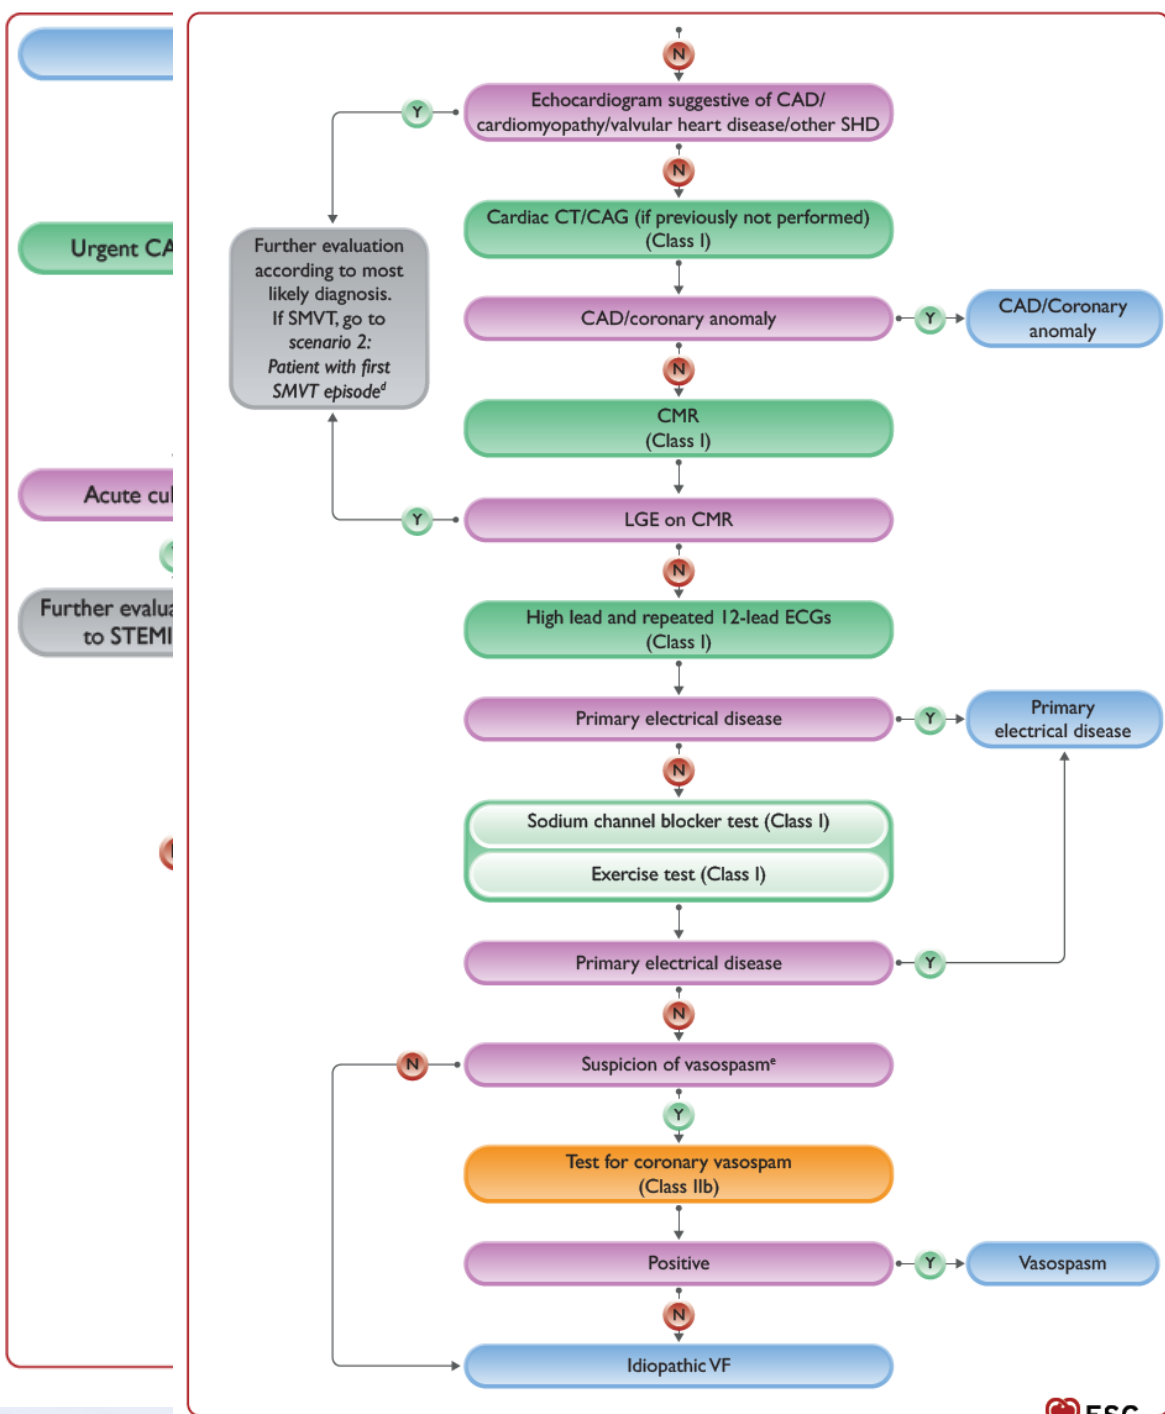 N
Echocardiogram suggestive of CAD/
cardiomyopathy/valvular heart disease/other SHD
Y
N
Cardiac CT/CAG (if previously not performed)
(Class I)
Urgent CA
Further evaluation
according to most
likely diagnosis.
If SMVT, go to
scenario 2:
Patient with first
SMVT episodeᵈ
CAD/coronary anomaly
Y
CAD/Coronary
anomaly
N
CMR
(Class I)
Acute cul
LGE on CMR
Y
N
Further evalua
to STEMI
High lead and repeated 12-lead ECGs
(Class I)
Primary electrical disease
Y
Primary
electrical disease
N
Sodium channel blocker test (Class I)
Exercise test (Class I)
Primary electrical disease
Y
N
Suspicion of vasospasmᵉ
N
Y
Test for coronary vasospam
(Class IIb)
Positive
Y
Vasospasm
N
Idiopathic VF
ESC